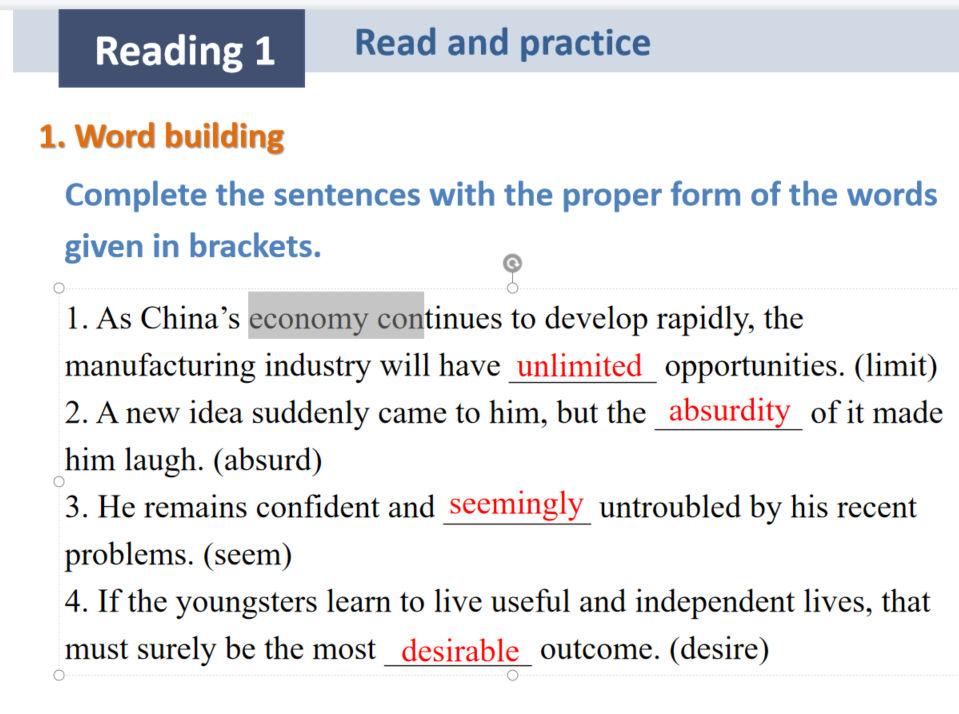 Reading 1
Read and practice
1. Word building
Complete the sentences with the proper form of the words
given in brackets.
1. As China’s economy continues to develop rapidly, the
manufacturing industry will have unlimited opportunities. (limit)
2. A new idea suddenly came to him, but the absurdity of it made
him laugh. (absurd)
3. He remains confident and seemingly untroubled by his recent
problems. (seem)
4. If the youngsters learn to live useful and independent lives, that
must surely be the most desirable outcome. (desire)